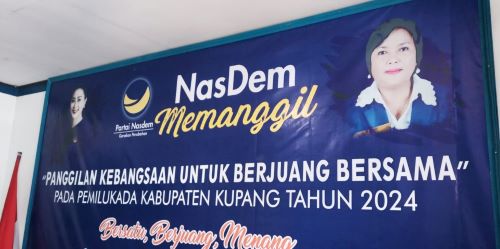 NasDem
Memanggil
Partai Nasdem
Gerakan Perubahan
"PANGGILAN KEBANGSAAN UNTUK BERJUANG BERSAMA"
PADA PEMILUKADA KABUPATEN KUPANG TAHUN 2024
Bersatu, Berjuang, Menang